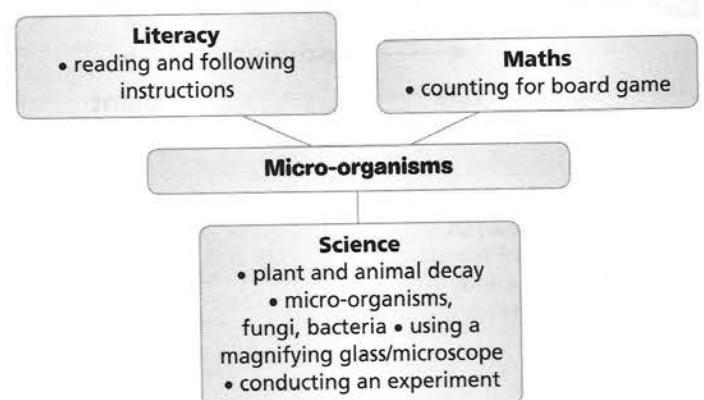 Literacy
• reading and following
instructions
Maths
• counting for board game
Micro-organisms
Science
• plant and animal decay
• micro-organisms,
fungi, bacteria • using a
magnifying glass/microscope
• conducting an experiment